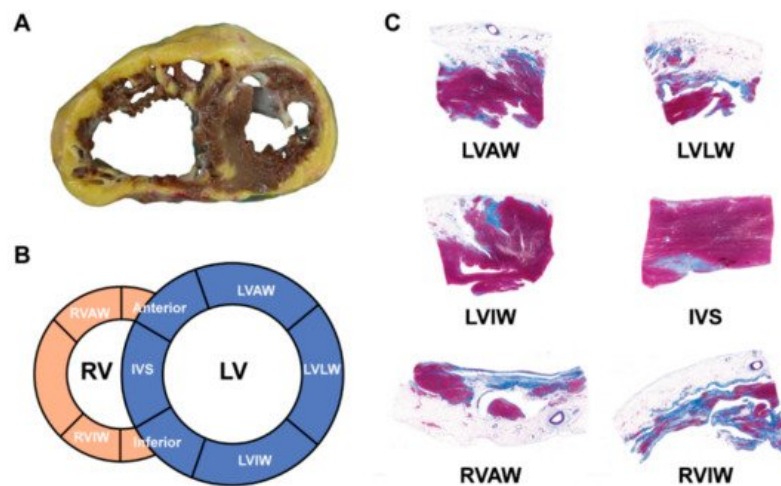 A
B
RVAW
Anterior
LVAW
RV
IVS
LV
LVLW
RVIW
Inferior
LVIW
C
LVAW
LVLW
LVIW
IVS
RVAW
RVIW